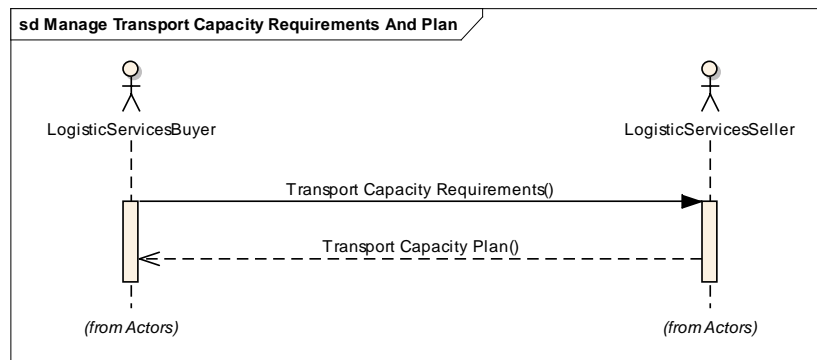 sd Manage Transport Capacity Requirements And Plan
LogisticServicesBuyer
LogisticServicesSeller
Transport Capacity Requirements()
Transport Capacity Plan()
(from Actors)
(from Actors)